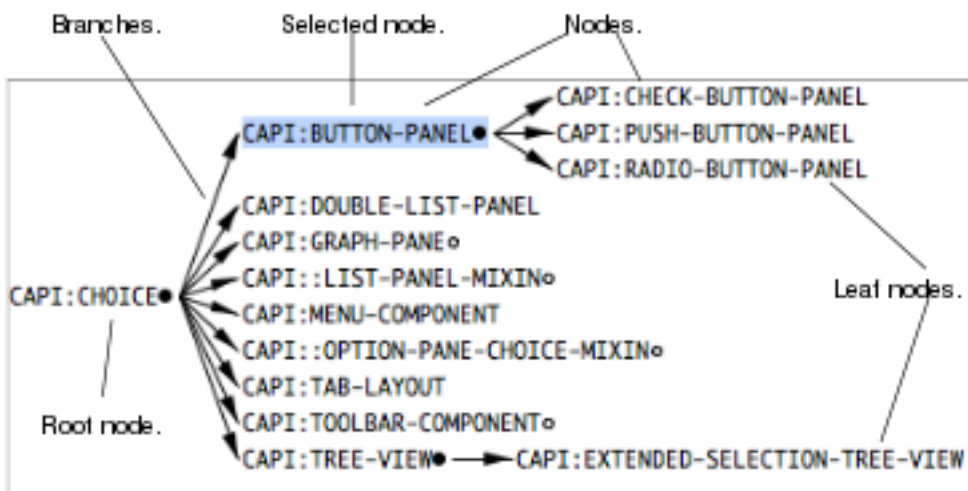 Branches. Selected node. Nodes.
CAPI:CHECK-BUTTON-PANEL
CAPI:BUTTON-PANEL CAPI:PUSH-BUTTON-PANEL
CAPI:RADIO-BUTTON-PANEL
CAPI:DOUBLE-LIST-PANEL
CAPI:GRAPH-PANE
CAPI::LIST-PANEL-MIXIN
CAPI:CHOICE Leaf nodes.
CAPI:MENU-COMPONENT
CAPI::OPTION-PANE-CHOICE-MIXIN
CAPI:TAB-LAYOUT
Root node. CAPI:TOOLBAR-COMPONENT
CAPI:TREE-VIEW CAPI:EXTENDED-SELECTION-TREE-VIEW